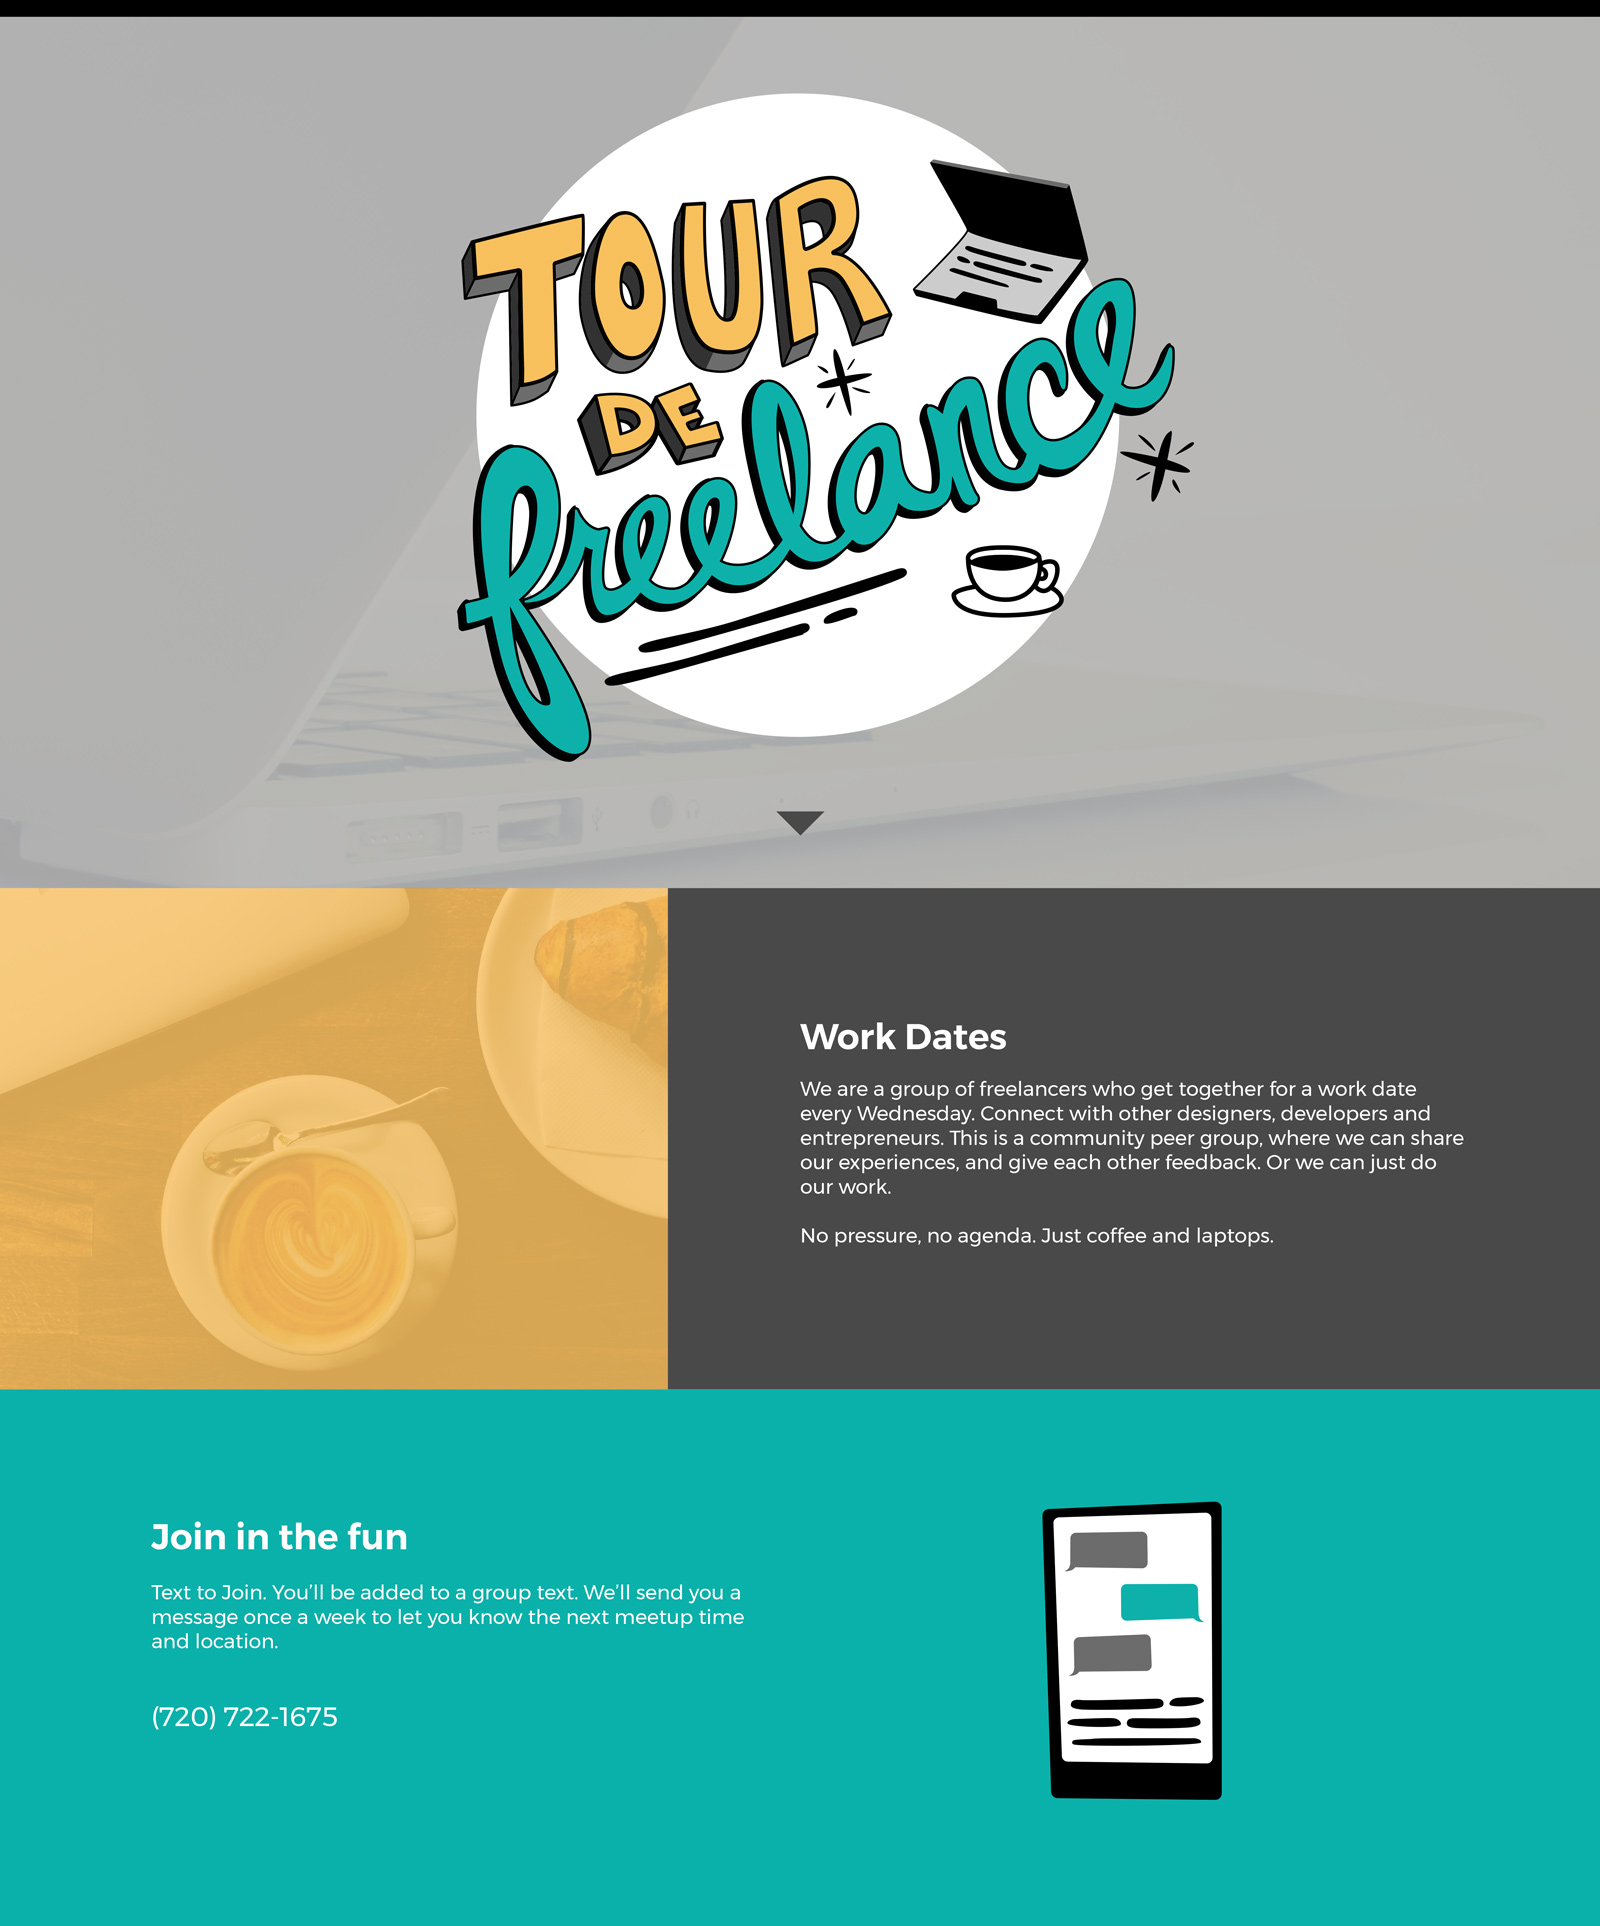 TOUR
DE
freelance
Work Dates
We are a group of freelancers who get together for a work date
every Wednesday. Connect with other designers, developers and
entrepreneurs. This is a community peer group, where we can share
our experiences, and give each other feedback. Or we can just do
our work.
No pressure, no agenda. Just coffee and laptops.
Join in the fun
Text to Join. You’ll be added to a group text. We’ll send you a
message once a week to let you know the next meetup time
and location.
(720) 722-1675